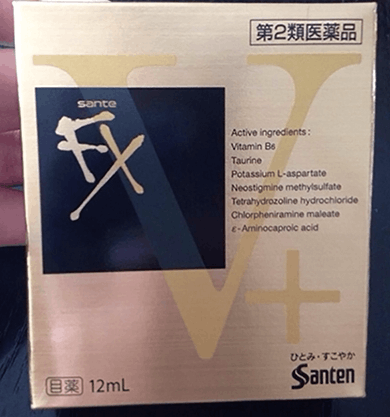 第2類医薬品
V+
sante
FX
Active ingredients :
Vitamin B6
Taurine
Potassium L-aspartate
Neostigmine methylsulfate
Tetrahydrozoline hydrochloride
Chlorpheniramine maleate
ε-Aminocaproic acid
ひとみ・すこやか
Santen
目薬 12mL